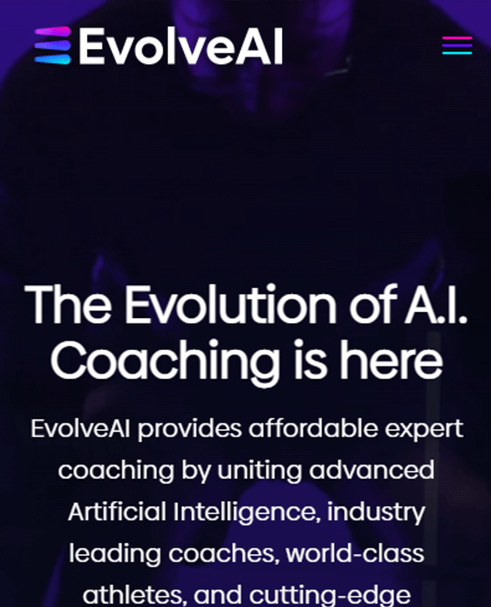 EvolveAI
The Evolution of A.I.
Coaching is here
EvolveAI provides affordable expert
coaching by uniting advanced
Artificial Intelligence, industry
leading coaches, world-class
athletes, and cutting-edge